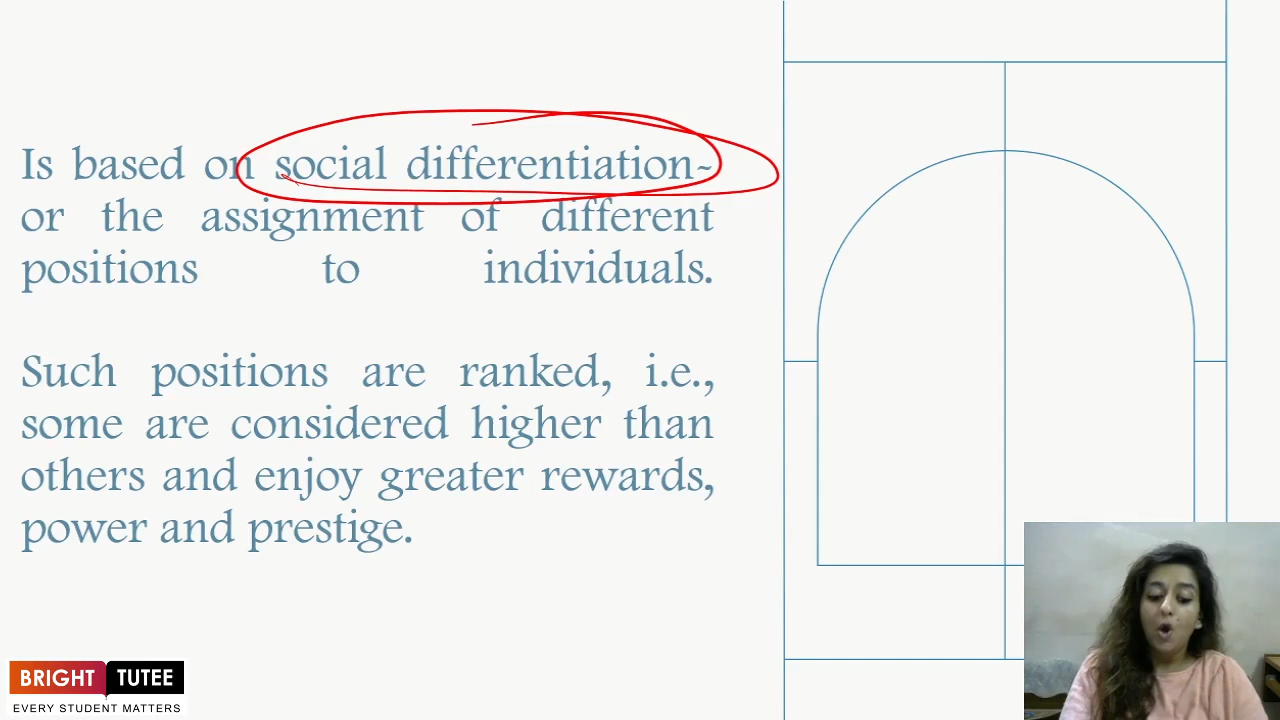 Is based on social differentiation-
or the assignment of different
positions to individuals.
Such positions are ranked, i.e.,
some are considered higher than
others and enjoy greater rewards,
power and prestige.
BRIGHT TUTEE
EVERY STUDENT MATTERS